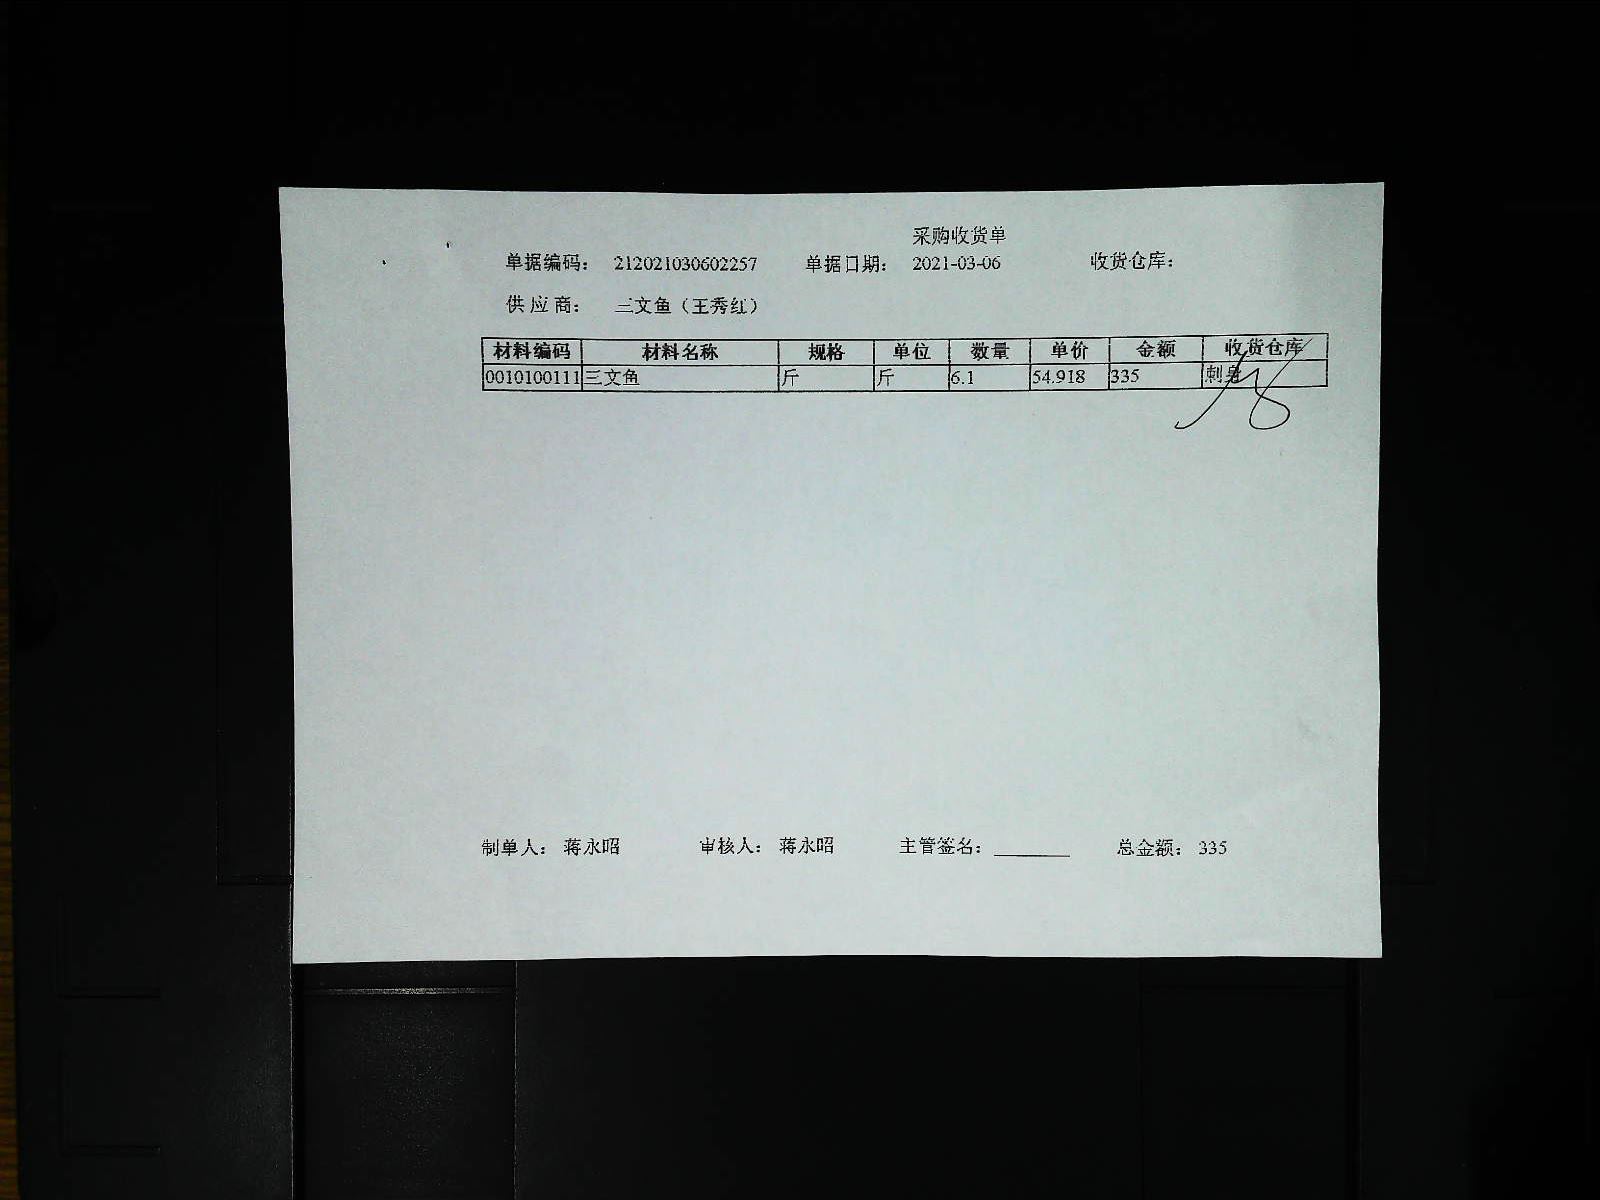 采购收货单
单据编码： 212021030602257 单据日期： 2021-03-06 收货仓库：
供应商： 三文鱼（王秀红）
材料编码 材料名称 规格 单位 数量 单价 金额 收货仓库
0010100111 三文鱼 斤 斤 6.1 54.918 335 刺身
制单人： 蒋永昭 审核人： 蒋永昭 主管签名： 总金额： 335